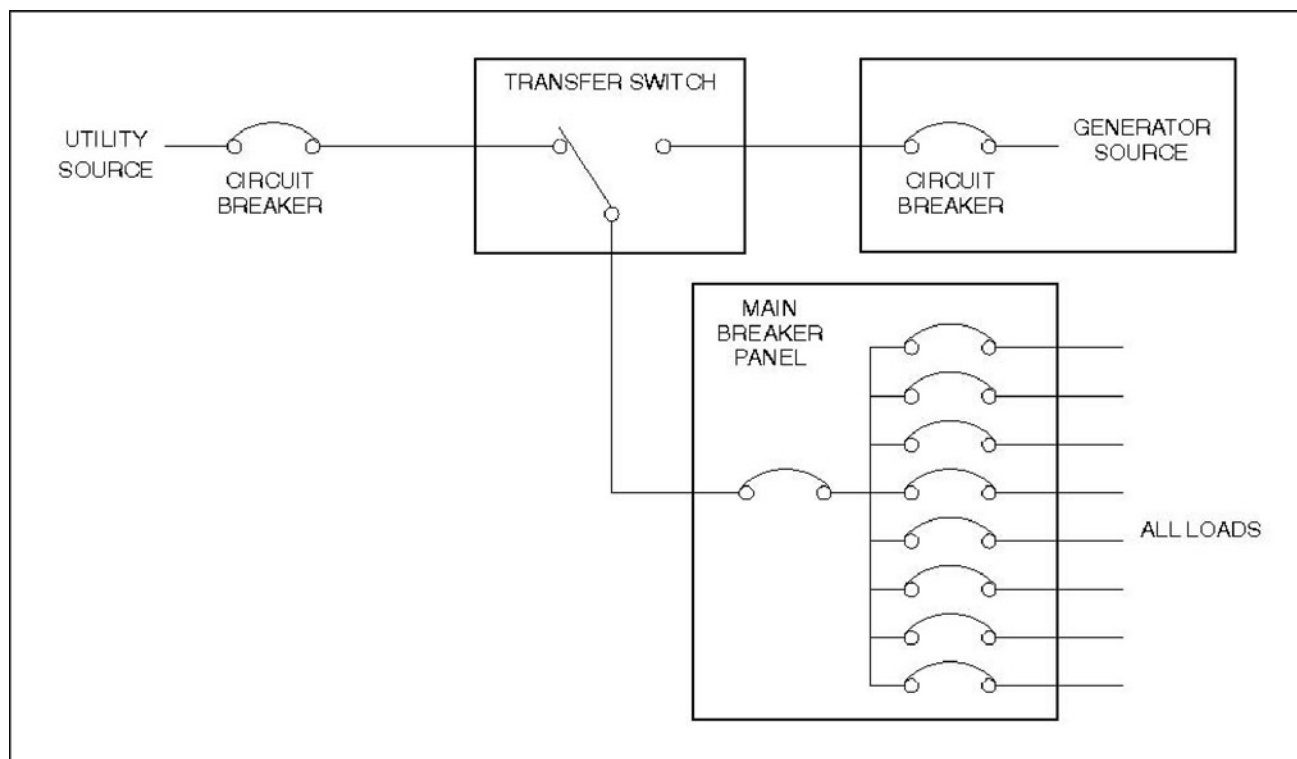 TRANSFER SWITCH
UTILITY
SOURCE
CIRCUIT
BREAKER
GENERATOR
SOURCE
CIRCUIT
BREAKER
MAIN
BREAKER
PANEL
ALL LOADS